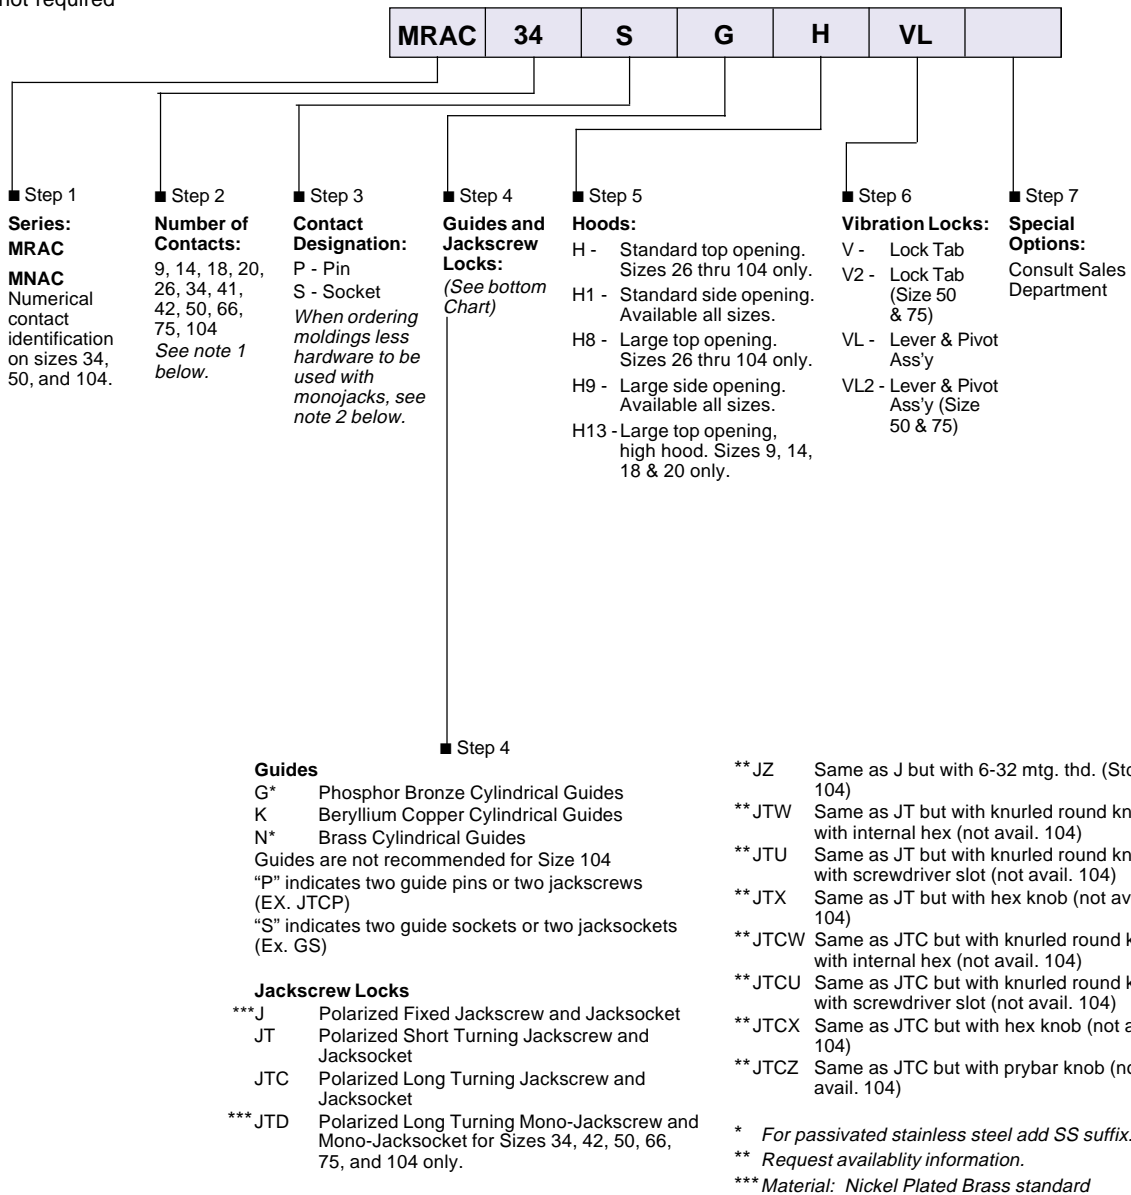 not required
MRAC 34 S G H VL
■ Step 1
Series:
MRAC
MNAC
Numerical
contact
identification
on sizes 34,
50, and 104.
■ Step 2
Number of
Contacts:
9, 14, 18, 20,
26, 34, 41,
42, 50, 66,
75, 104
See note 1
below.
■ Step 3
Contact
Designation:
P - Pin
S - Socket
When ordering
moldings less
hardware to be
used with
monojacks, see
note 2 below.
■ Step 4
Guides and
Jackscrew
Locks:
(See bottom
Chart)
■ Step 5
Hoods:
H - Standard top opening.
Sizes 26 thru 104 only.
H1 - Standard side opening.
Available all sizes.
H8 - Large top opening.
Sizes 26 thru 104 only.
H9 - Large side opening.
Available all sizes.
H13 - Large top opening,
high hood. Sizes 9, 14,
18 & 20 only.
■ Step 6
Vibration Locks:
V - Lock Tab
V2 - Lock Tab
(Size 50
& 75)
VL - Lever & Pivot
Ass'y
VL2 - Lever & Pivot
Ass'y (Size
50 & 75)
■ Step 7
Special
Options:
Consult Sales
Department
■ Step 4
Guides
G* Phosphor Bronze Cylindrical Guides
K Beryllium Copper Cylindrical Guides
N* Brass Cylindrical Guides
Guides are not recommended for Size 104
“P” indicates two guide pins or two jackscrews
(EX. JTCP)
“S” indicates two guide sockets or two jacksockets
(Ex. GS)
Jackscrew Locks
***J Polarized Fixed Jackscrew and Jacksocket
JT Polarized Short Turning Jackscrew and
Jacksocket
JTC Polarized Long Turning Jackscrew and
Jacksocket
***JTD Polarized Long Turning Mono-Jackscrew and
Mono-Jacksocket for Sizes 34, 42, 50, 66,
75, and 104 only.
**JZ Same as J but with 6-32 mtg. thd.
104)
**JTW Same as JT but with knurled round
with internal hex (not avail. 104)
**JTU Same as JT but with knurled round
with screwdriver slot (not avail. 104)
**JTX Same as JT but with hex knob (not
104)
**JTCW Same as JTC but with knurled round
with internal hex (not avail. 104)
**JTCU Same as JTC but with knurled round
with screwdriver slot (not avail. 104)
**JTCX Same as JTC but with hex knob (not
104)
**JTCZ Same as JTC but with prybar knob
avail. 104)
* For passivated stainless steel add SS suffix.
** Request availablity information.
*** Material: Nickel Plated Brass standard